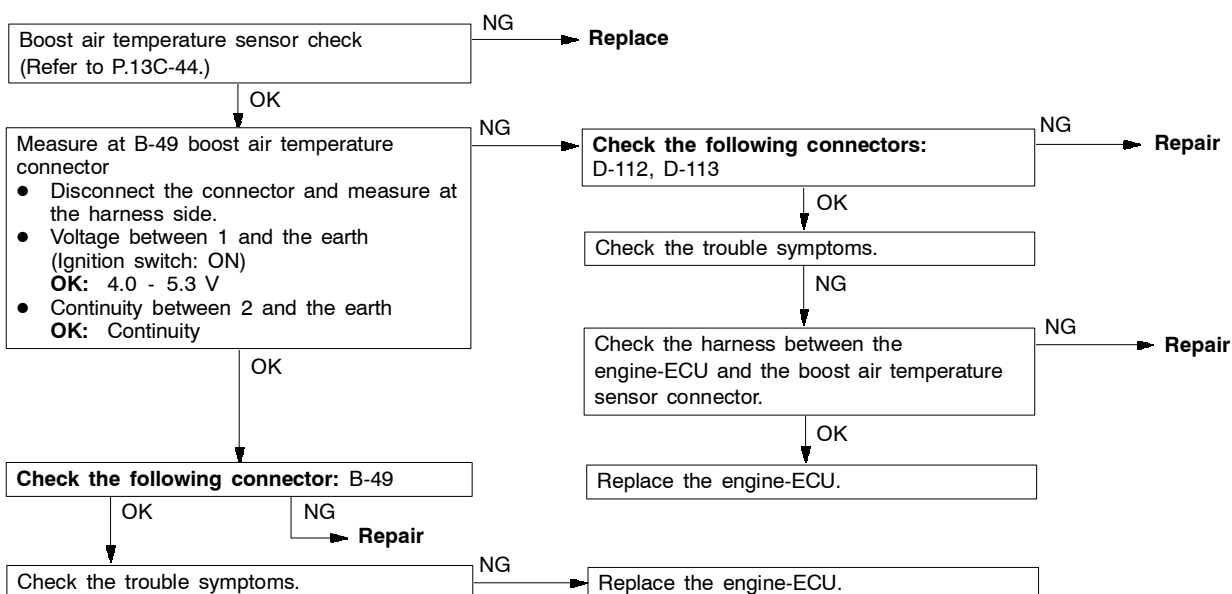 Boost air temperature sensor check
(Refer to P.13C-44.)
NG
Replace
OK
Measure at B-49 boost air temperature
connector
● Disconnect the connector and measure at
the harness side.
● Voltage between 1 and the earth
(Ignition switch: ON)
OK: 4.0 - 5.3 V
● Continuity between 2 and the earth
OK: Continuity
NG
Check the following connectors:
D-112, D-113
NG
Repair
OK
Check the trouble symptoms.
NG
Check the harness between the
engine-ECU and the boost air temperature
sensor connector.
NG
Repair
OK
Replace the engine-ECU.
OK
Check the following connector: B-49
OK
NG
Repair
Check the trouble symptoms.
NG
Replace the engine-ECU.